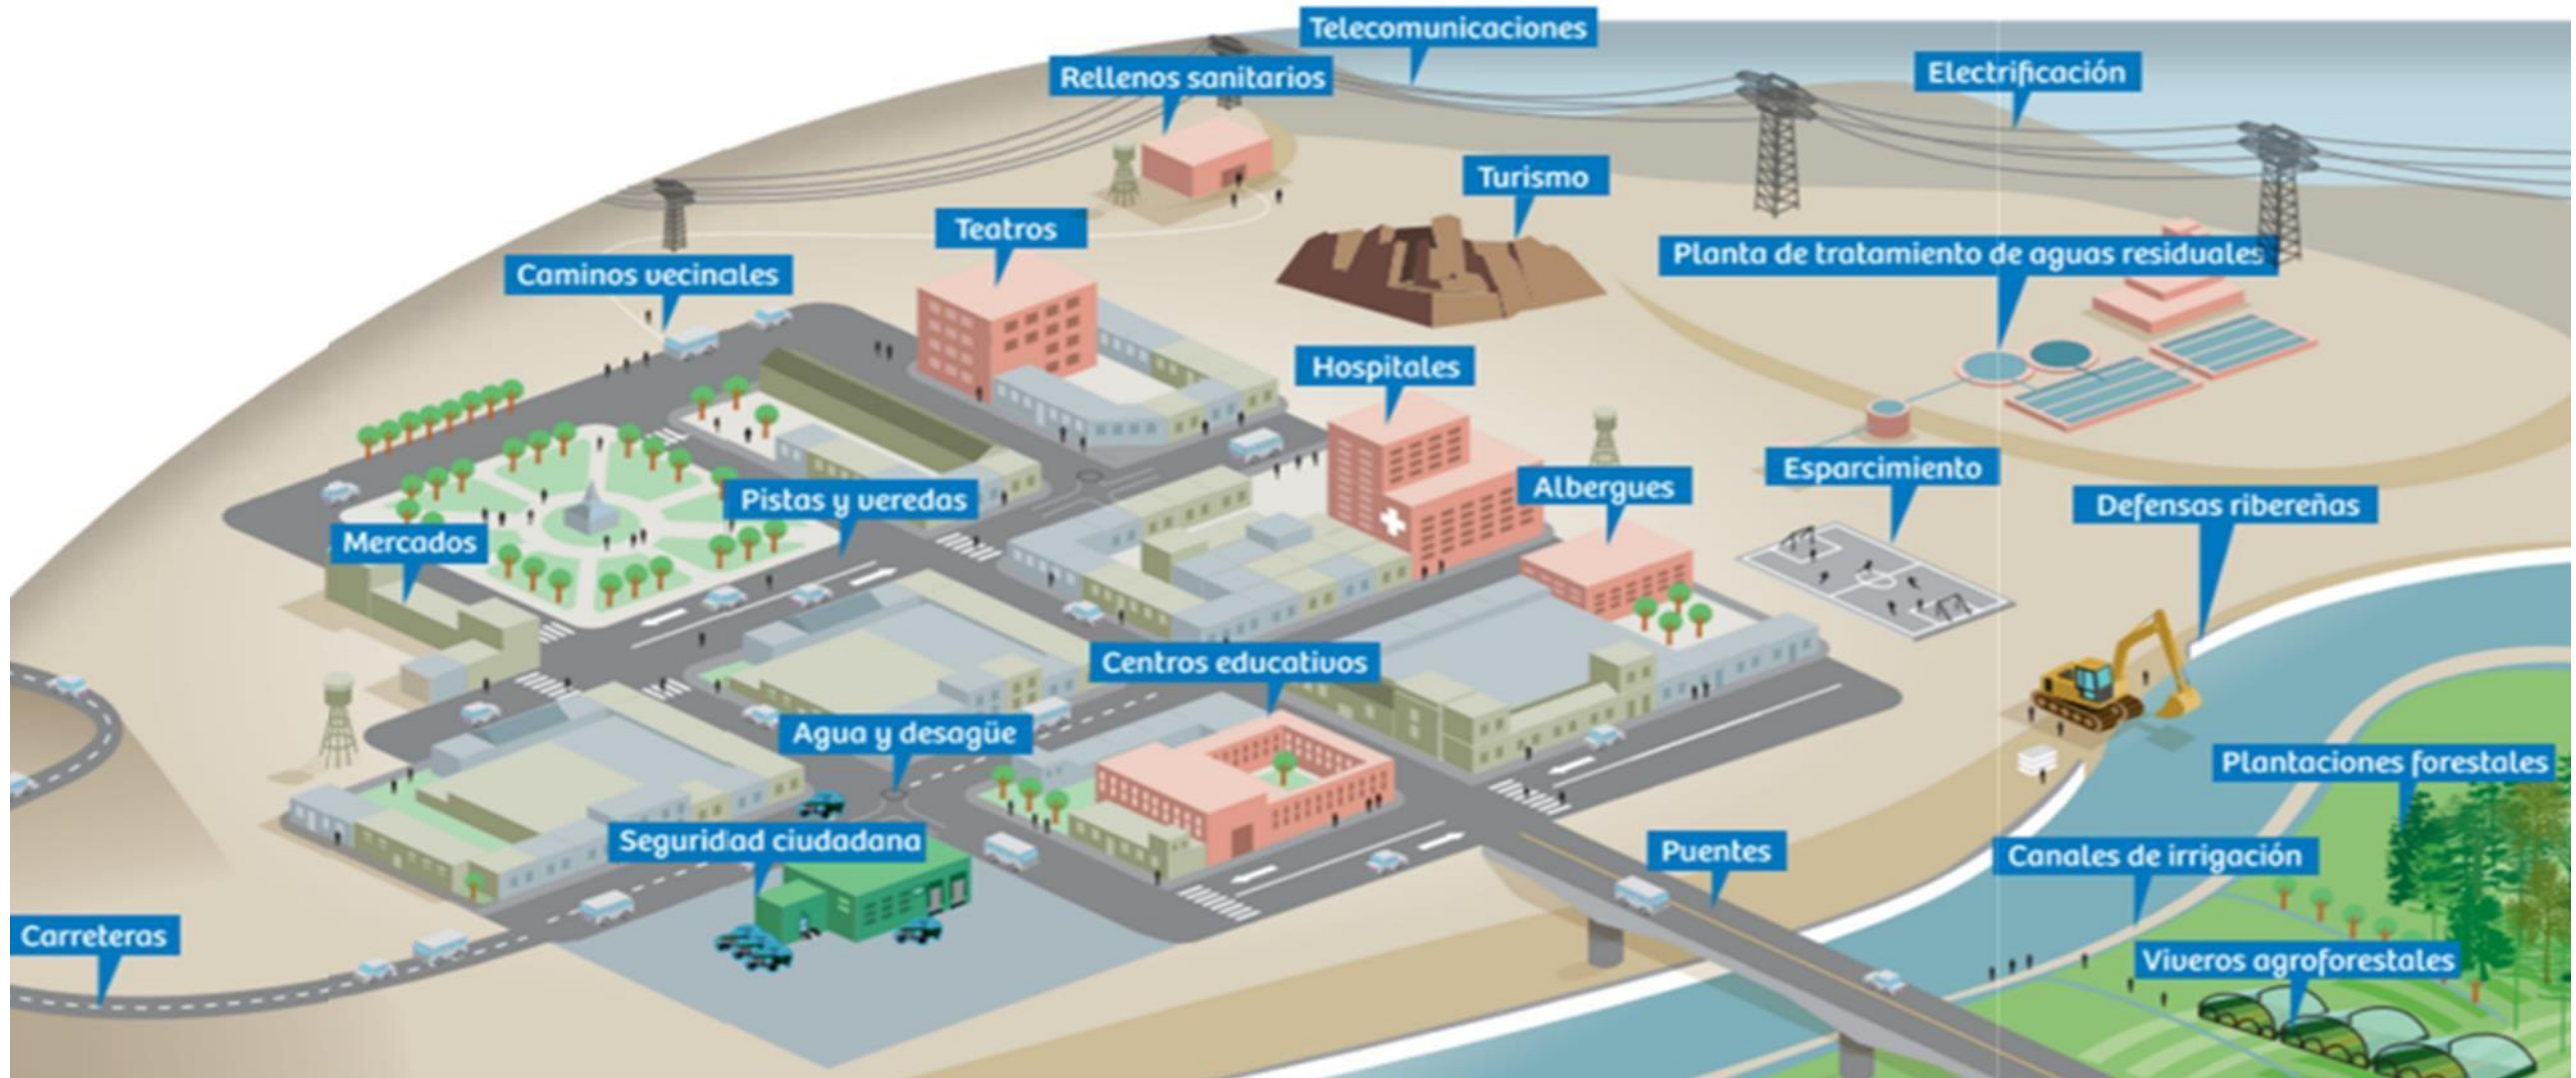 Telecomunicaciones
Rellenos sanitarios
Electrificación
Turismo
Teatros
Planta de tratamiento de aguas residuales
Caminos vecinales
Hospitales
Esparcimiento
Albergues
Pistas y veredas
Defensas ribereñas
Mercados
Centros educativos
Agua y desagüe
Plantaciones forestales
Seguridad ciudadana
Puentes
Canales de irrigación
Carreteras
Viveros agroforestales